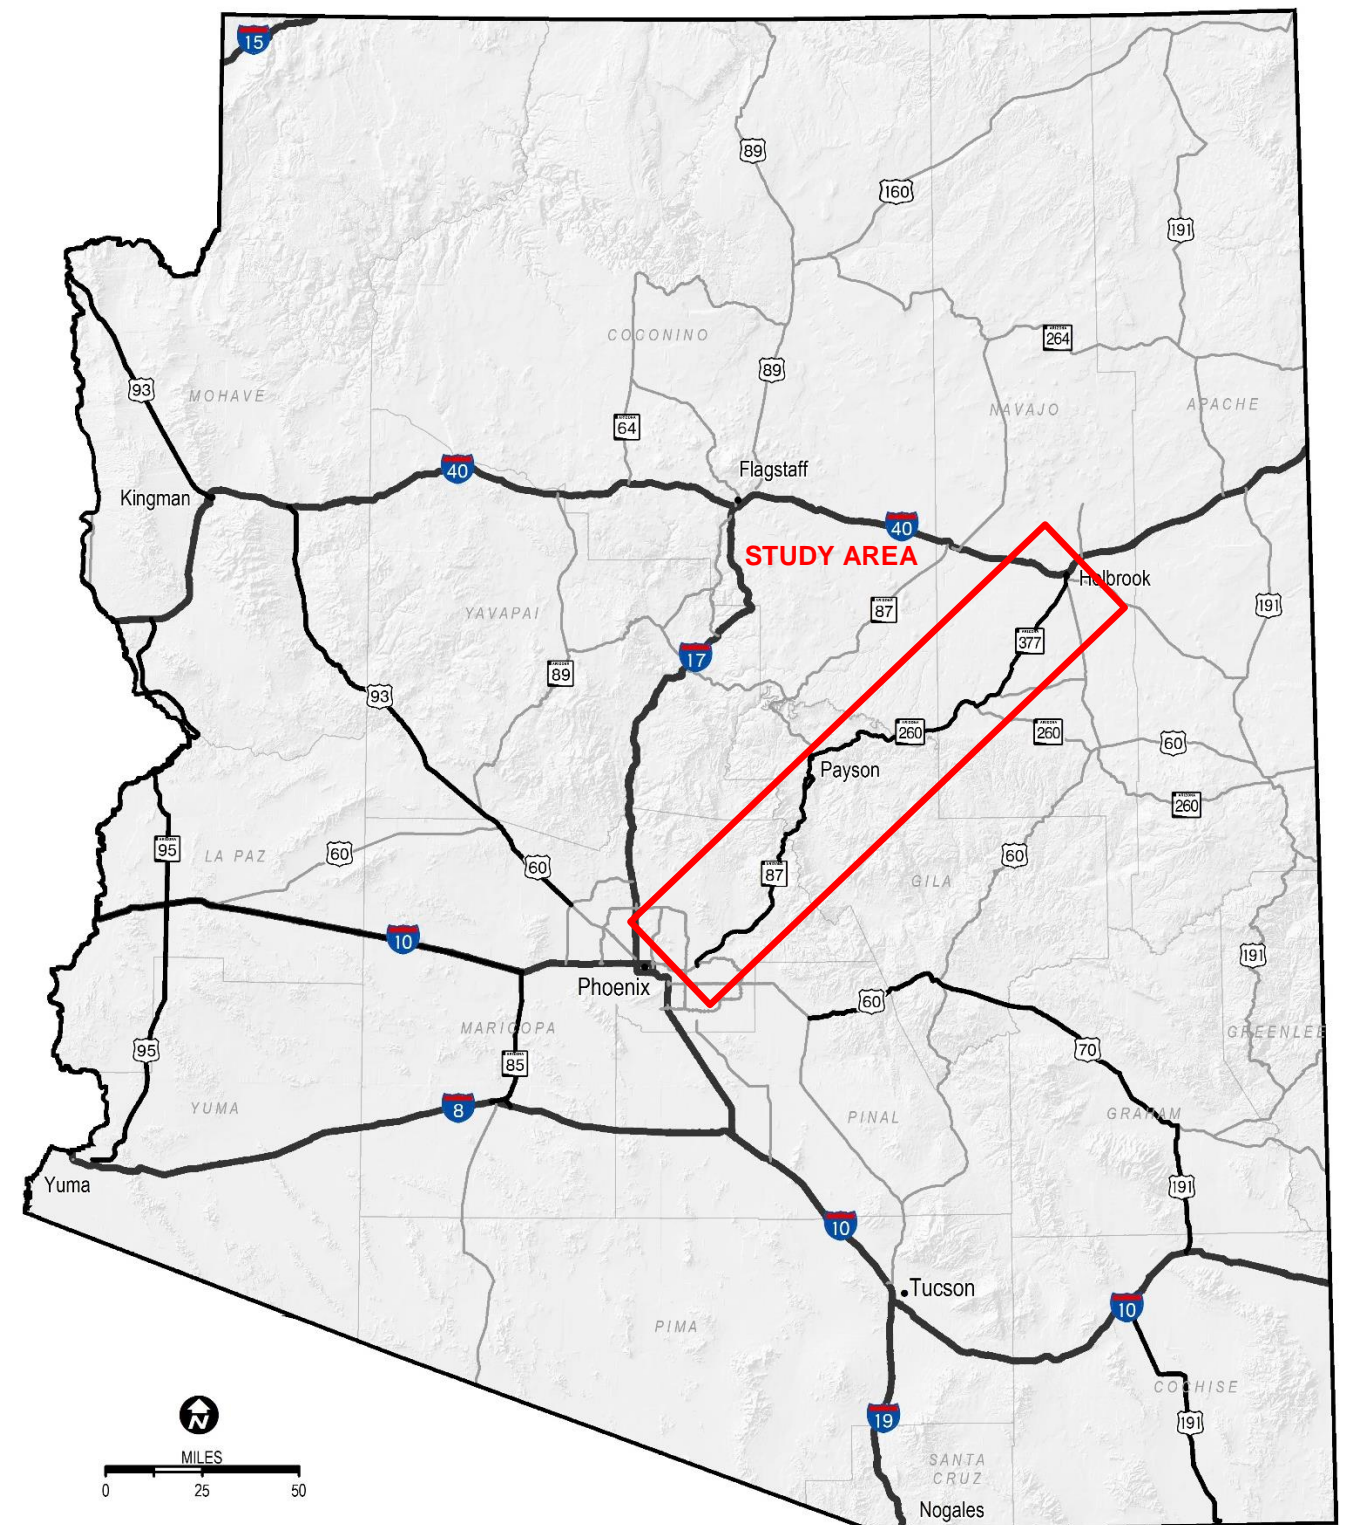 15
89
160
191
COCONINO
264
89
93
MOHAVE
NAVAJO
APACHE
64
Flagstaff
40
Kingman
40
STUDY AREA
Holbrook
191
87
YAVAPAI
377
17
89
93
260
260
60
Payson
260
95
LA PAZ
60
60
60
87
GILA
10
191
Phoenix
60
MARICOPA
GREENLEE
95
85
70
YUMA
8
PINAL
GRAHAM
Yuma
191
10
Tucson
10
PIMA
COCHISE
19
191
N
MILES
0 25 50
SANTA
CRUZ
Nogales